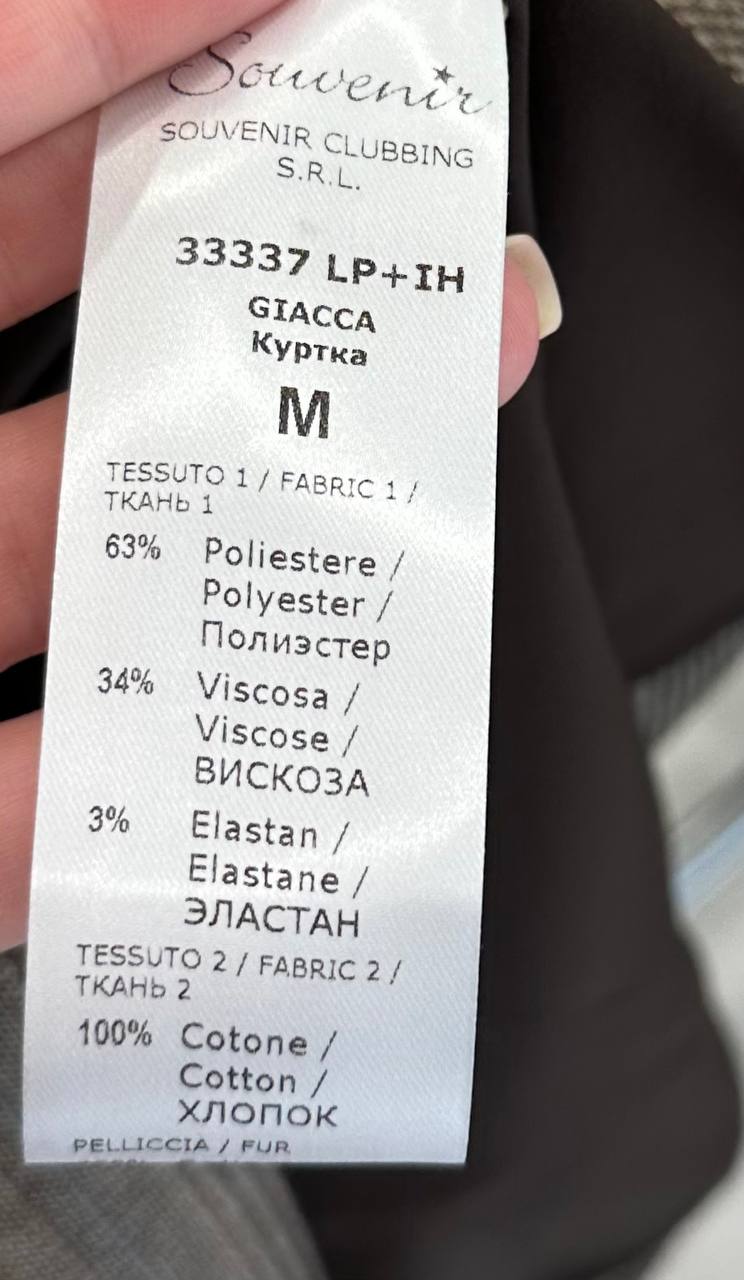 Souvenir
SOUVENIR CLUBBING
S.R.L.
33337 LP+IH
GIACCA
Куртка
M
TESSUTO 1 / FABRIC 1 /
ТКАНЬ 1
63% Poliestere /
Polyester /
Полиэстер
34% Viscosa /
Viscose /
ВИСКОЗА
3% Elastan /
Elastane /
ЭЛАСТАН
TESSUTO 2 / FABRIC 2 /
ТКАНЬ 2
100% Cotone /
Cotton /
ХЛОПОК
PELLICCIA / FUR